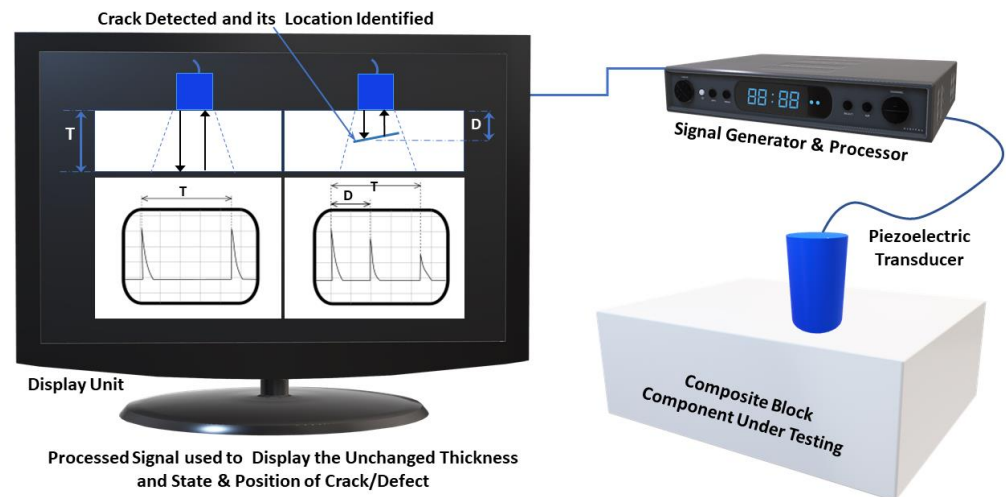 Crack Detected and its Location Identified
T
D
T
T
D
88:88
Signal Generator & Processor
Piezoelectric
Transducer
Composite Block
Component Under Testing
Display Unit
Processed Signal used to Display the Unchanged Thickness
and State & Position of Crack/Defect